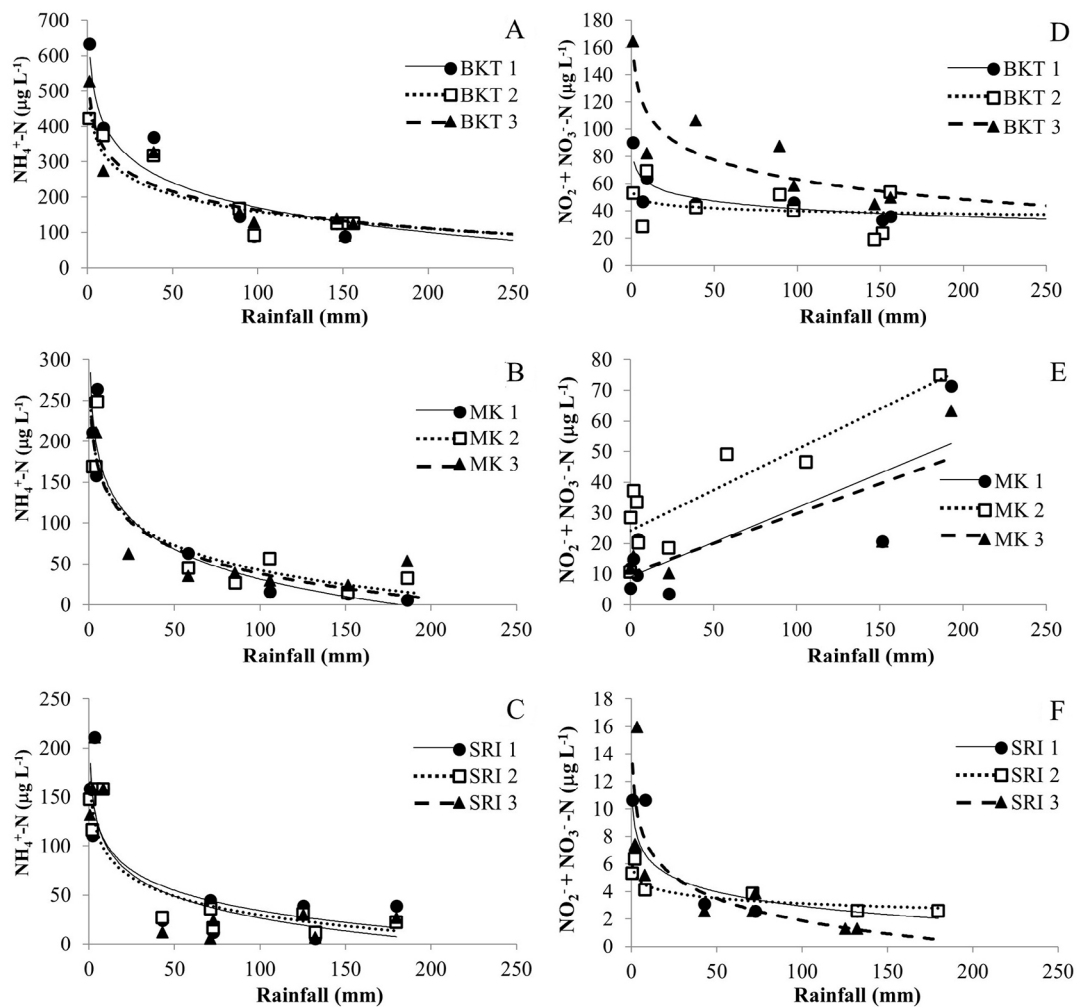 A
NH₄⁺-N (µg L⁻¹)
700
600
500
400
300
200
100
0
0 50 100 150 200 250
Rainfall (mm)
BKT 1
BKT 2
BKT 3
D
NO₂⁻ + NO₃⁻ -N (µg L⁻¹)
180
160
140
120
100
80
60
40
20
0
0 50 100 150 200 250
Rainfall (mm)
BKT 1
BKT 2
BKT 3
B
NH₄⁺-N (µg L⁻¹)
300
250
200
150
100
50
0
0 50 100 150 200 250
Rainfall (mm)
MK 1
MK 2
MK 3
E
NO₂⁻ + NO₃⁻ -N (µg L⁻¹)
80
70
60
50
40
30
20
10
0
0 50 100 150 200 250
Rainfall (mm)
MK 1
MK 2
MK 3
C
NH₄⁺-N (µg L⁻¹)
250
200
150
100
50
0
0 50 100 150 200 250
Rainfall (mm)
SRI 1
SRI 2
SRI 3
F
NO₂⁻ + NO₃⁻ -N (µg L⁻¹)
18
16
14
12
10
8
6
4
2
0
0 50 100 150 200 250
Rainfall (mm)
SRI 1
SRI 2
SRI 3